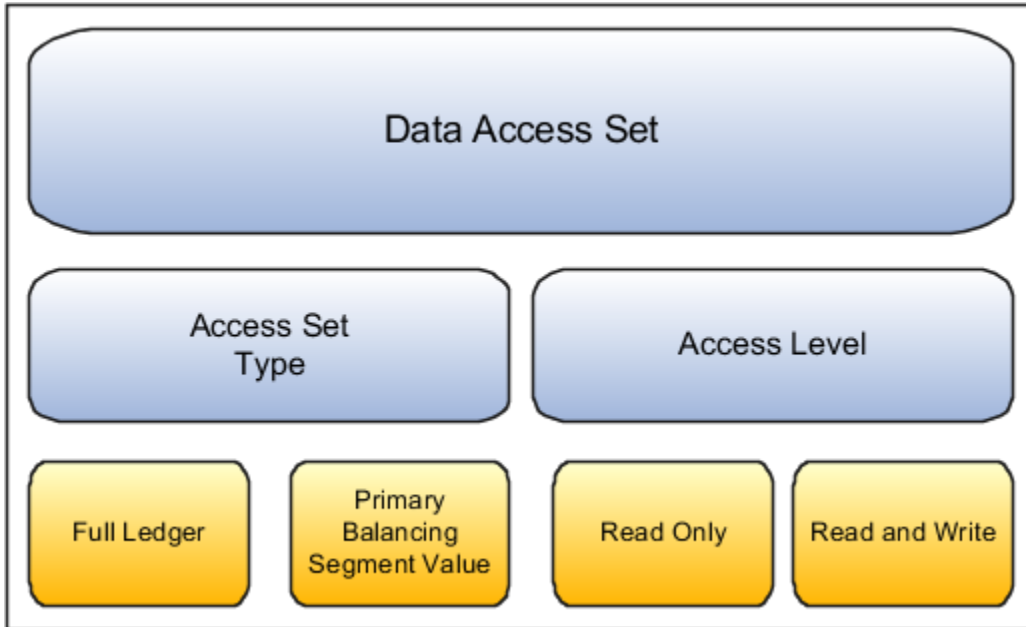 Data Access Set
Access Set
Type
Access Level
Full Ledger
Primary
Balancing
Segment Value
Read Only
Read and Write